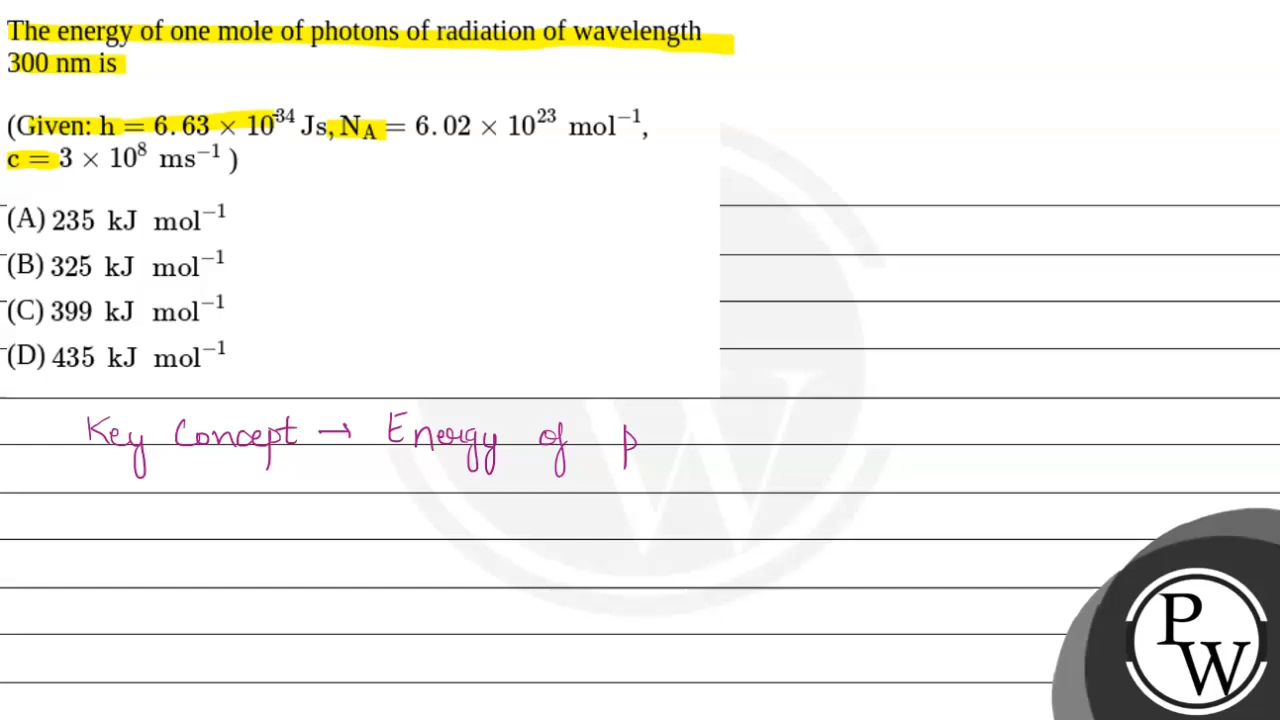 The energy of one mole of photons of radiation of wavelength
300 nm is
(Given: h = 6.63 × 10⁻³⁴ Js, N_A = 6.02 × 10²³ mol⁻¹,
c = 3 × 10⁸ ms⁻¹ )
(A) 235 kJ mol⁻¹
(B) 325 kJ mol⁻¹
(C) 399 kJ mol⁻¹
(D) 435 kJ mol⁻¹
Key Concept → Energy of p
P
W
W